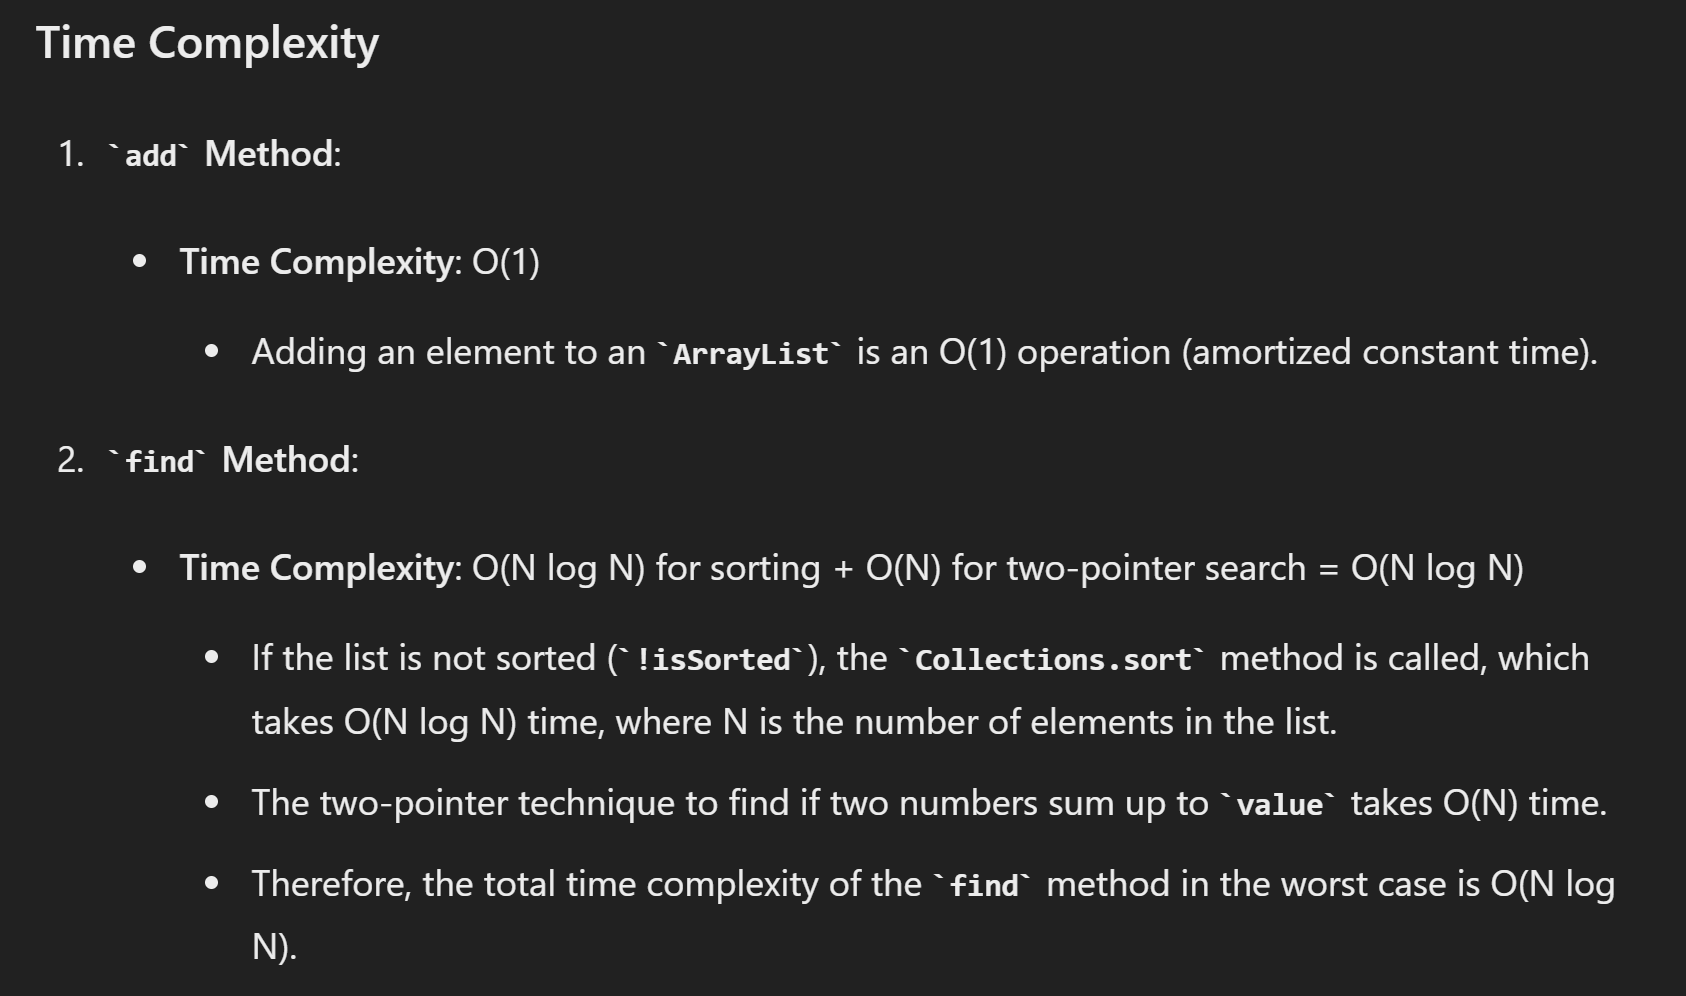 Time Complexity
1. `add` Method:
• Time Complexity: O(1)
• Adding an element to an `ArrayList` is an O(1) operation (amortized constant time).
2. `find` Method:
• Time Complexity: O(N log N) for sorting + O(N) for two-pointer search = O(N log N)
• If the list is not sorted (`!isSorted`), the `Collections.sort` method is called, which
takes O(N log N) time, where N is the number of elements in the list.
• The two-pointer technique to find if two numbers sum up to `value` takes O(N) time.
• Therefore, the total time complexity of the `find` method in the worst case is O(N log
N).